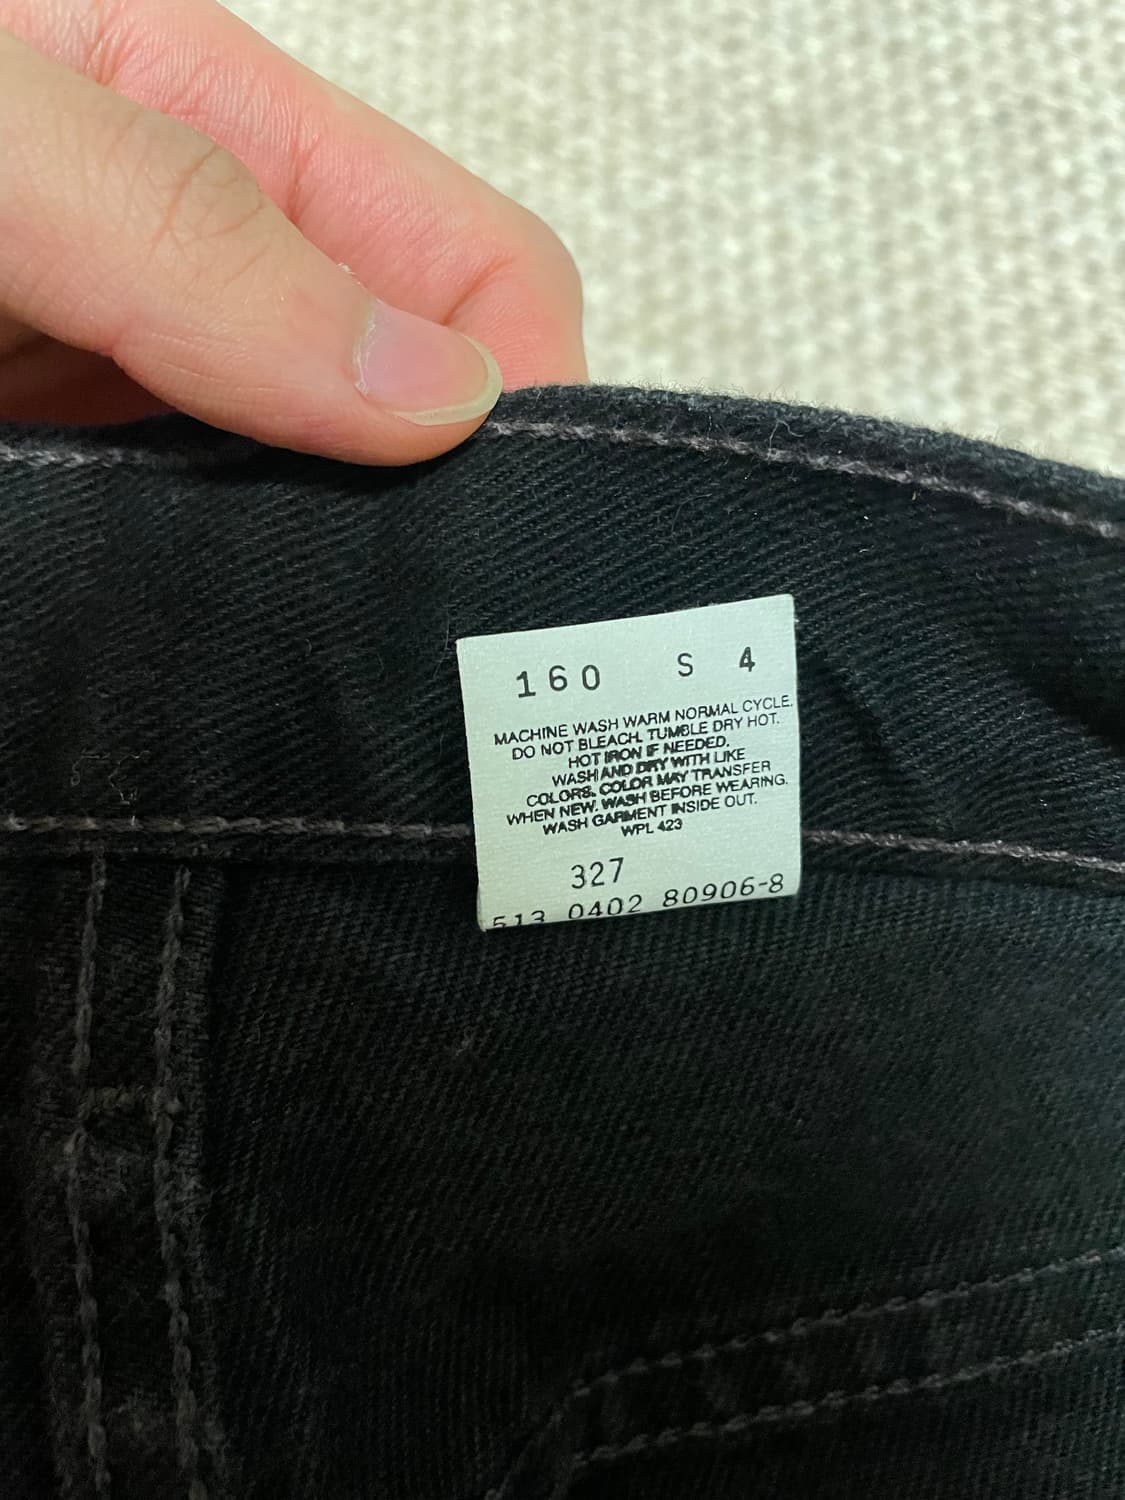 160 S 4
MACHINE WASH WARM NORMAL CYCLE.
DO NOT BLEACH. TUMBLE DRY HOT.
HOT IRON IF NEEDED.
WASH AND DRY WITH LIKE
COLORS. COLOR MAY TRANSFER
WHEN NEW. WASH BEFORE WEARING.
WASH GARMENT INSIDE OUT.
WPL 423
327
513 0402 80906-8